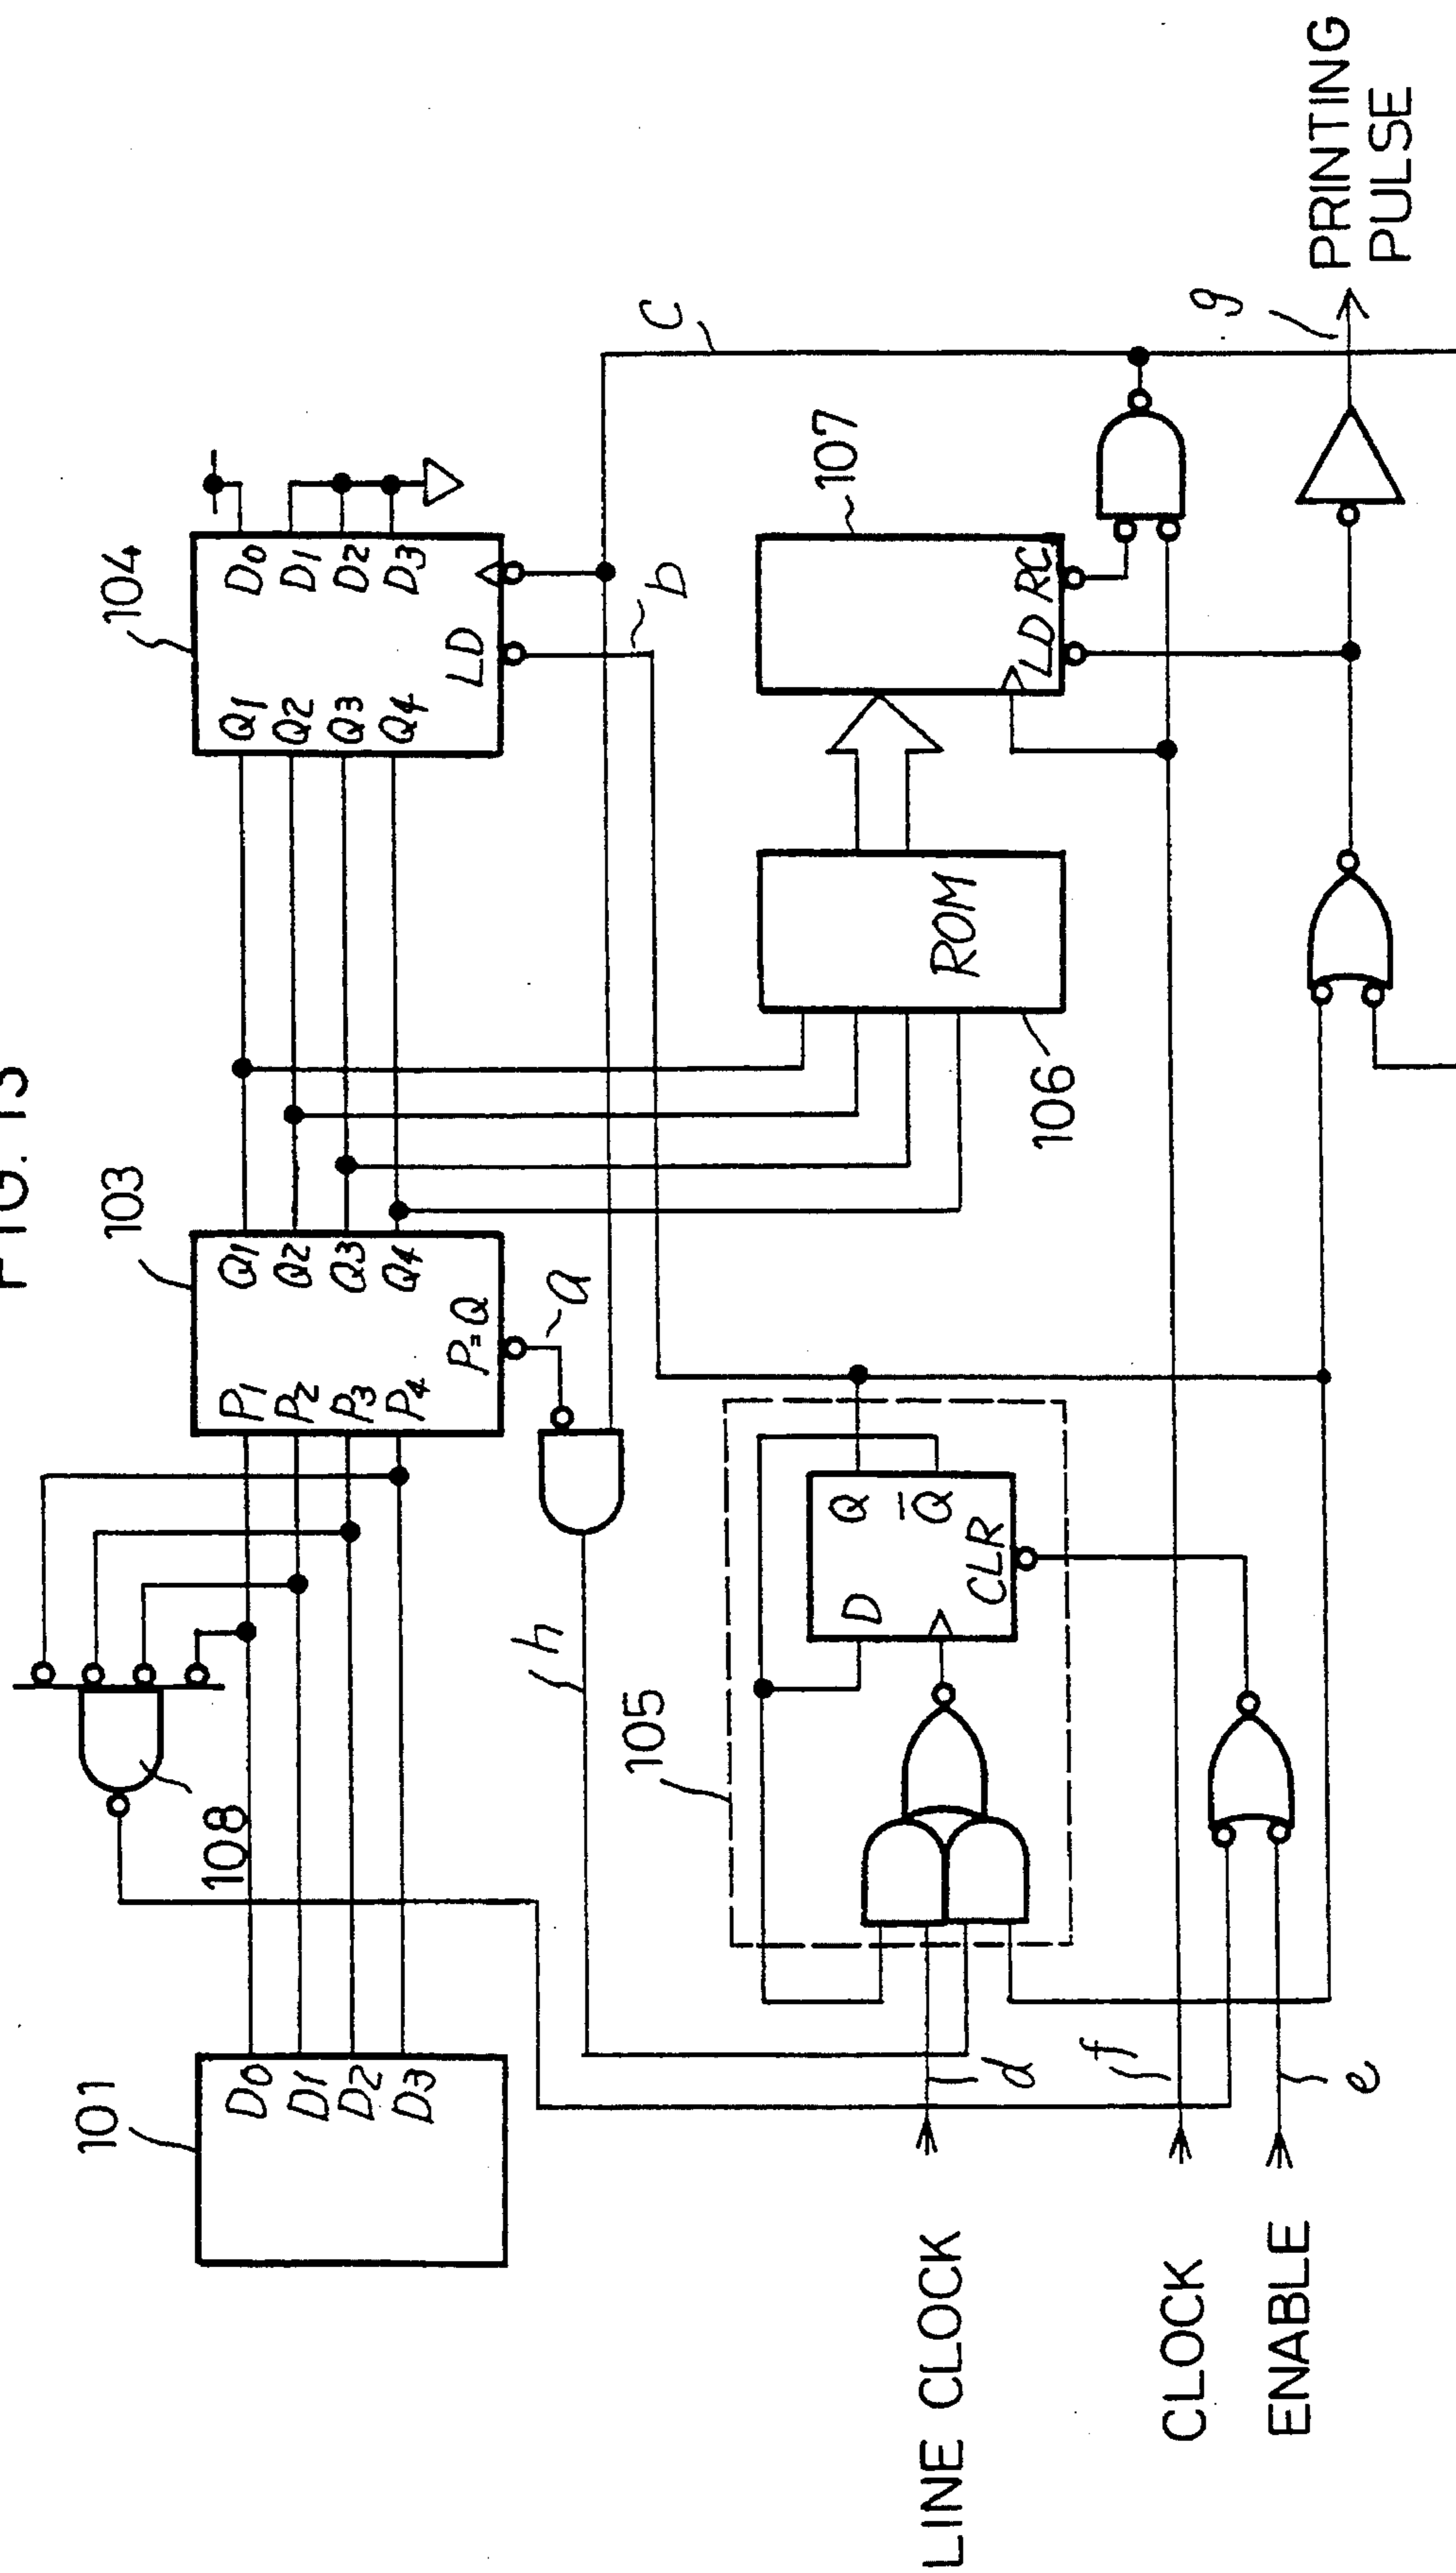 FIG. 13
101
D0
D1
D2
D3
108
103
P1
P2
P3
P4
Q1
Q2
Q3
Q4
P=Q
a
104
Q1
Q2
Q3
Q4
D0
D1
D2
D3
LD
b
C
h
105
D
Q
Q̅
CLR
106
ROM
107
LD
RC
LINE CLOCK
d
CLOCK
f
ENABLE
e
g
PRINTING
PULSE